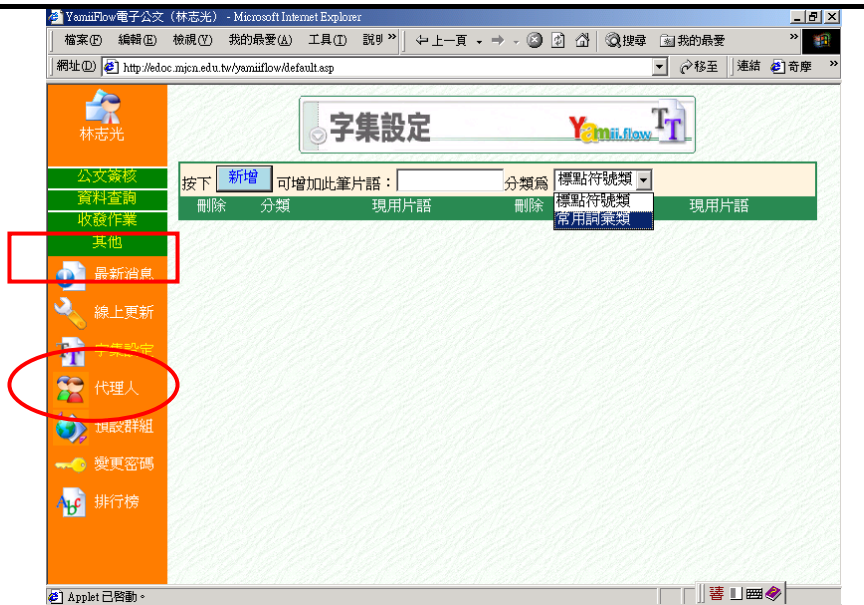 YamiiFlow電子公文（林志光） - Microsoft Internet Explorer
檔案(F) 編輯(E) 檢視(V) 我的最愛(A) 工具(T) 說明 » 上一頁 搜尋 我的最愛 »
網址(D) http://edoc.mjcn.edu.tw/yamiiflow/default.asp 移至 連結 奇摩 »
林志光
字集設定
Yamii.flow
TT
公文簽核
資料查詢
收發作業
其他
最新消息
線上更新
字集設定
代理人
預設群組
變更密碼
排行榜
按下 新增 可增加此筆片語： 分類為 標點符號類
刪除 分類 現用片語 刪除 現用片語
標點符號類
常用詞彙類
Applet 已啟動。